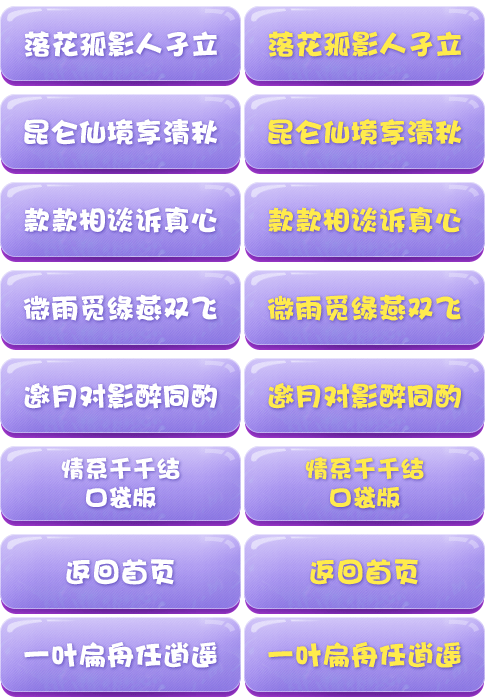 落花孤影人孑立 落花孤影人孑立
昆仑仙境享清秋 昆仑仙境享清秋
款款相谈诉真心 款款相谈诉真心
微雨觅缘燕双飞 微雨觅缘燕双飞
邀月对影醉同酌 邀月对影醉同酌
情系千千结 情系千千结
口袋版 口袋版
返回首页 返回首页
一叶扁舟任逍遥 一叶扁舟任逍遥